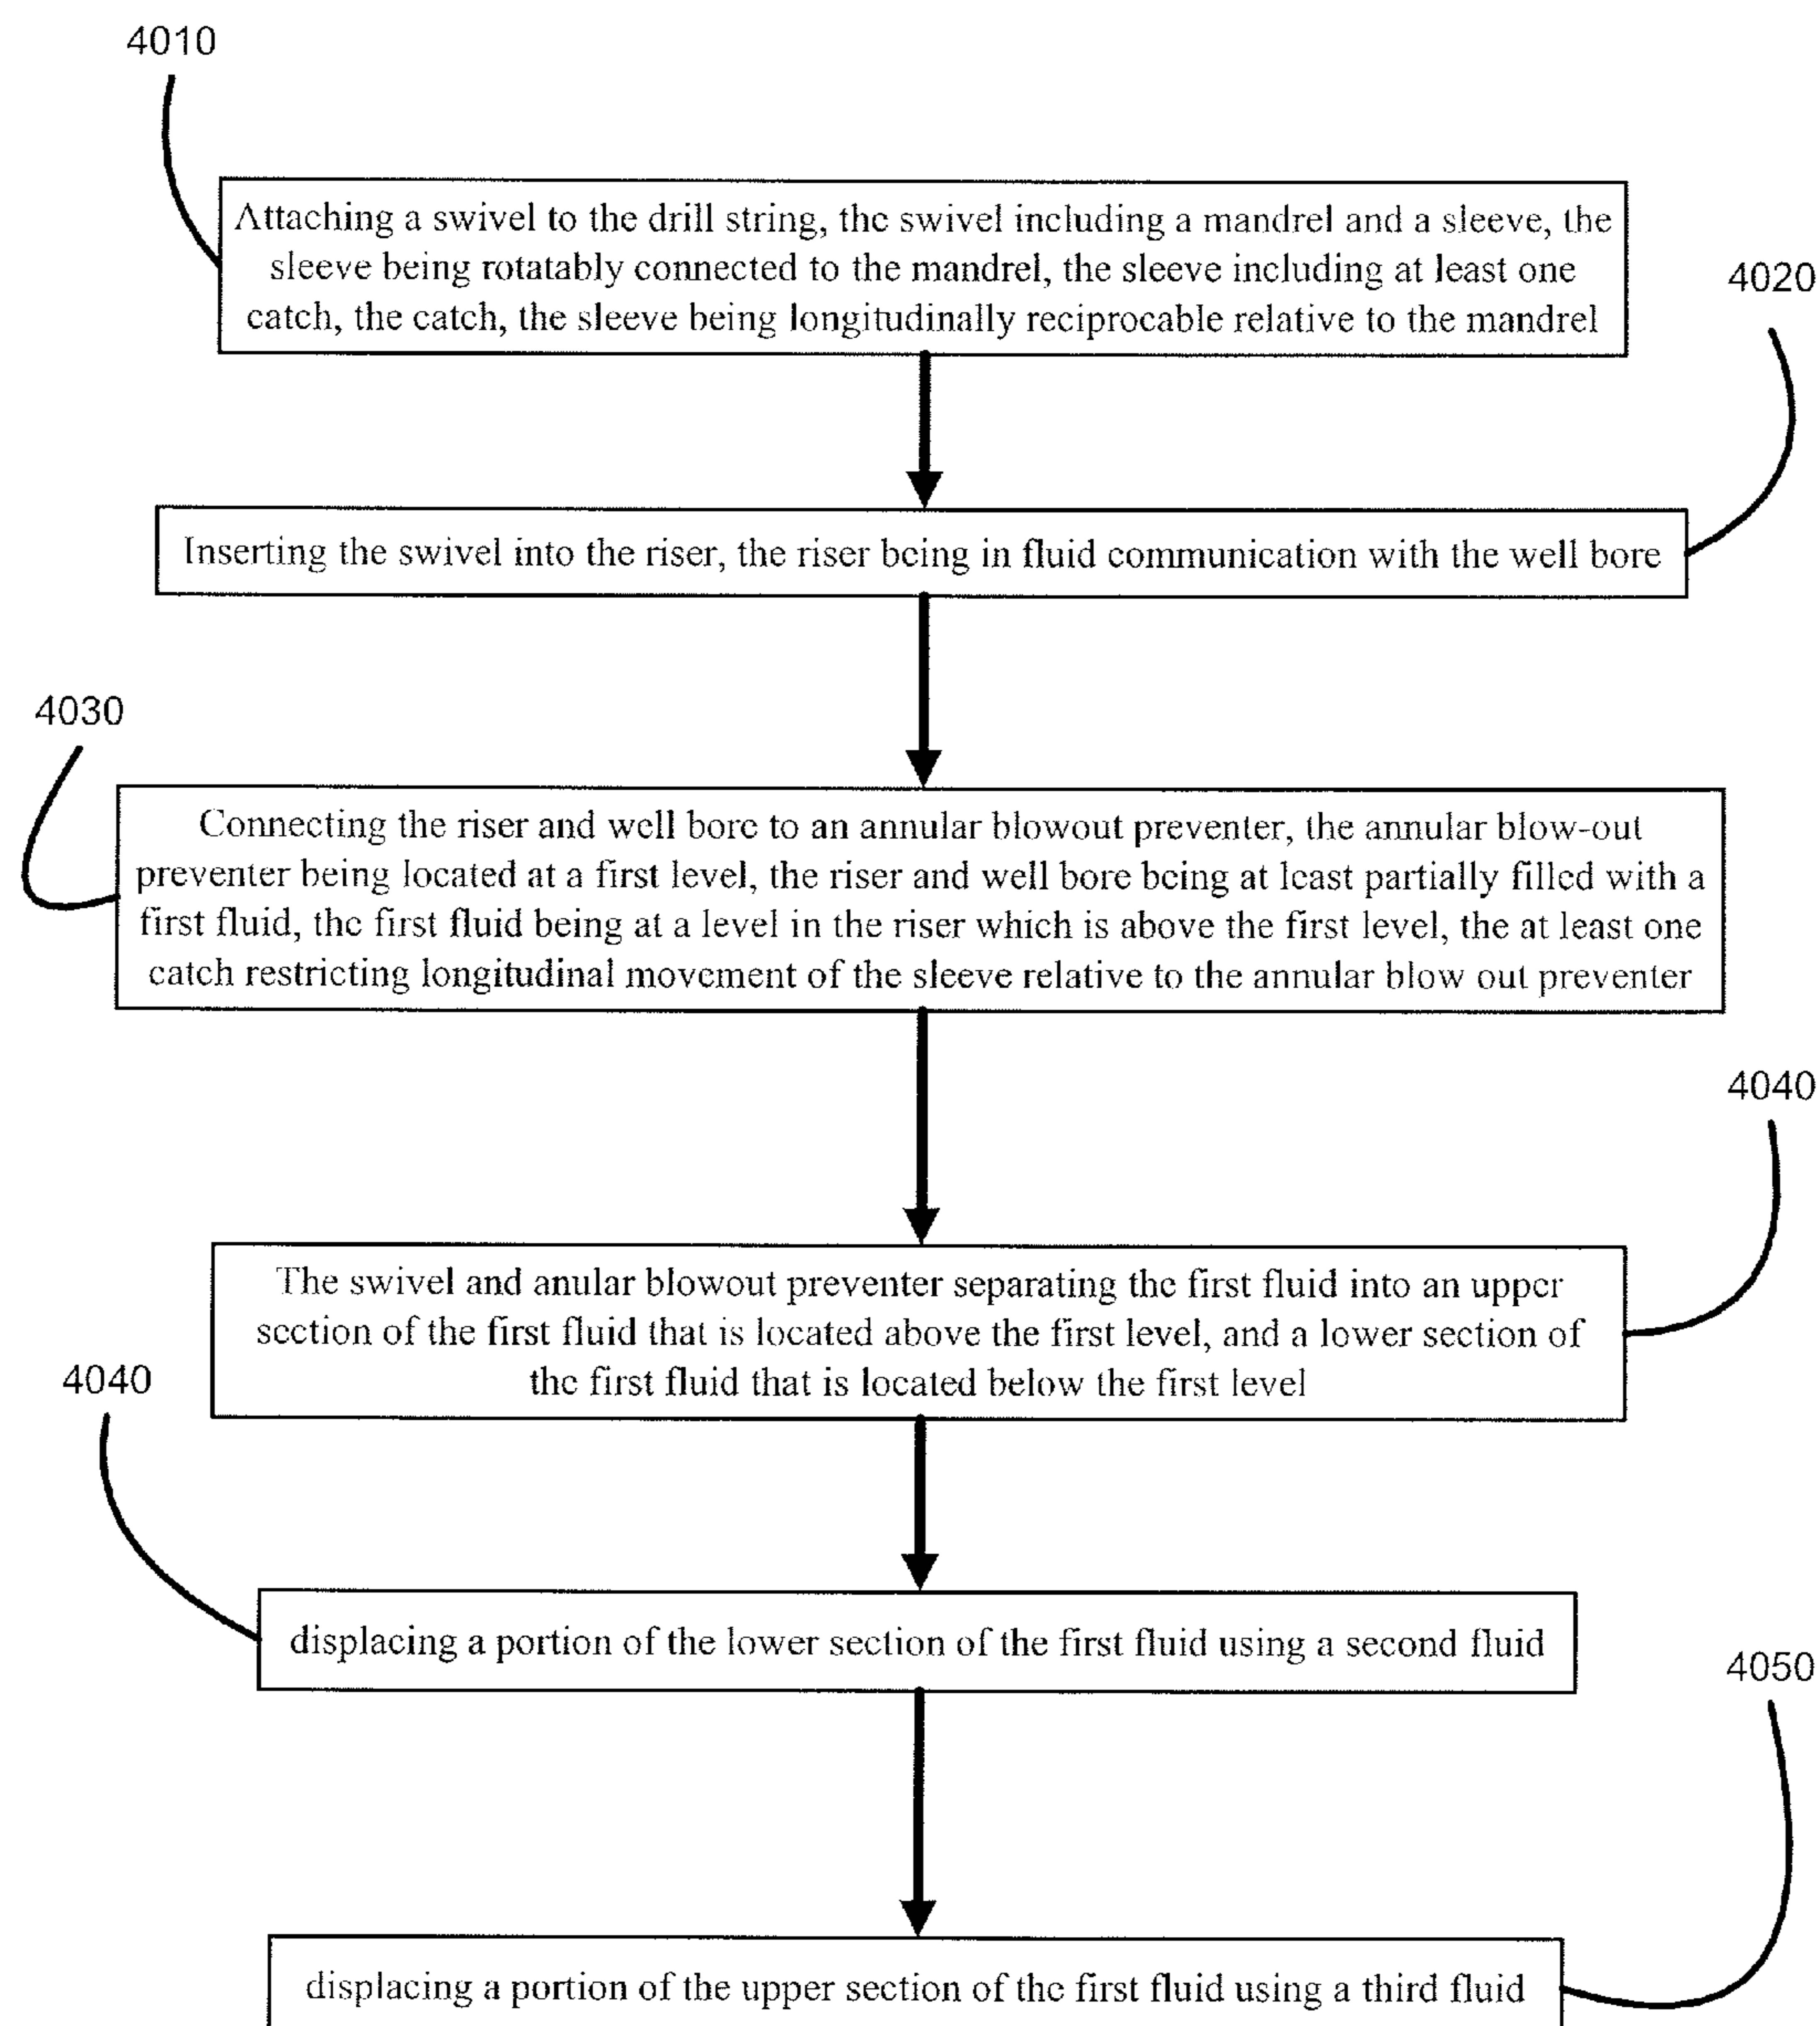 4010
Attaching a swivel to the drill string, the swivel including a mandrel and a sleeve, the
sleeve being rotatably connected to the mandrel, the sleeve including at least one
catch, the catch, the sleeve being longitudinally reciprocable relative to the mandrel
4020
Inserting the swivel into the riser, the riser being in fluid communication with the well bore
4030
Connecting the riser and well bore to an annular blowout preventer, the annular blow-out
preventer being located at a first level, the riser and well bore being at least partially filled with a
first fluid, the first fluid being at a level in the riser which is above the first level, the at least one
catch restricting longitudinal movement of the sleeve relative to the annular blow out preventer
4040
The swivel and anular blowout preventer separating the first fluid into an upper
section of the first fluid that is located above the first level, and a lower section of
the first fluid that is located below the first level
4040
displacing a portion of the lower section of the first fluid using a second fluid
4050
displacing a portion of the upper section of the first fluid using a third fluid